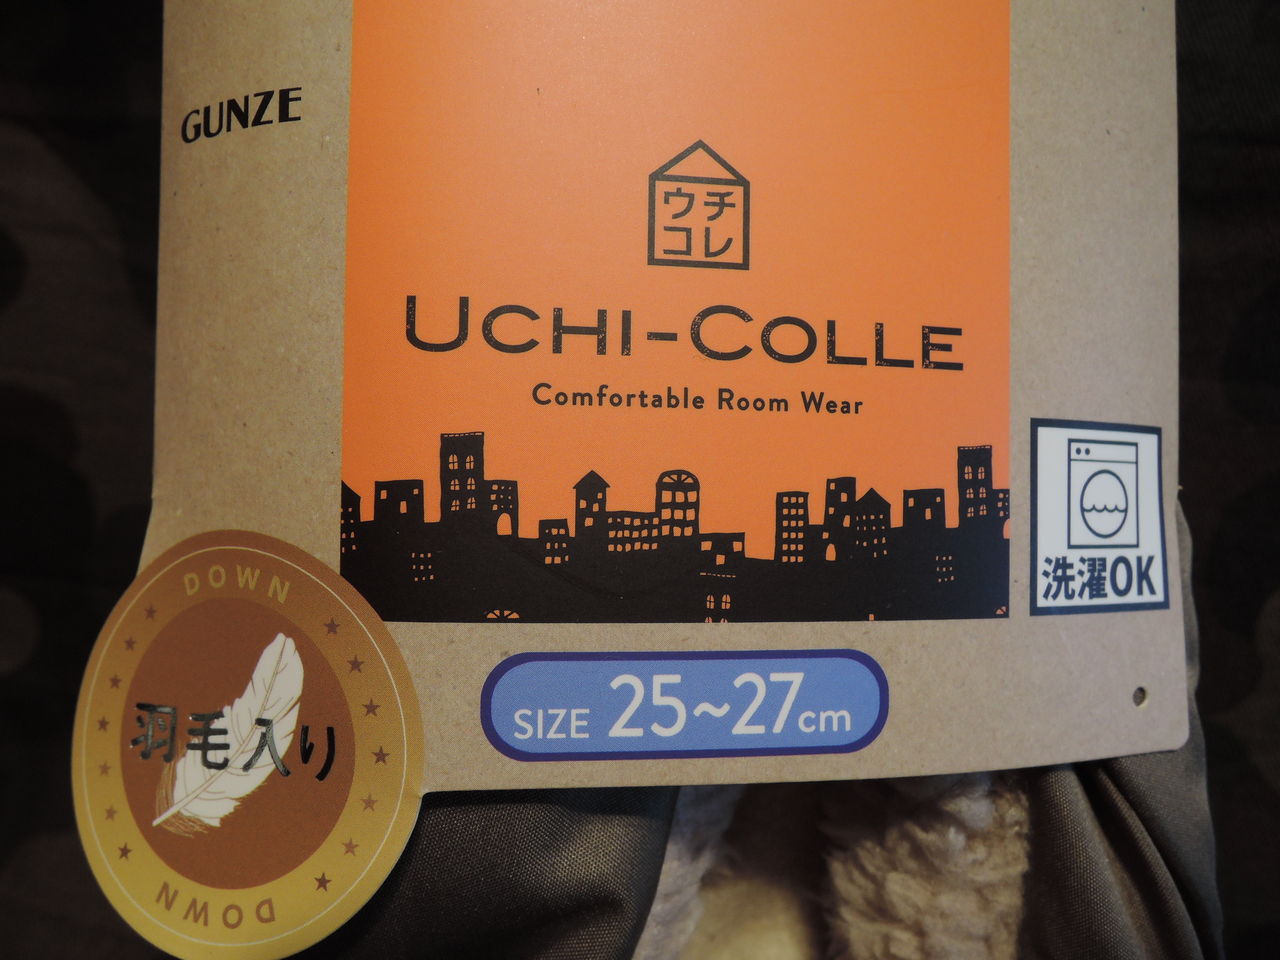 GUNZE
ウチ
コレ
UCHI-COLLE
Comfortable Room Wear
洗濯OK
SIZE 25~27cm
DOWN
羽毛入り
DOWN